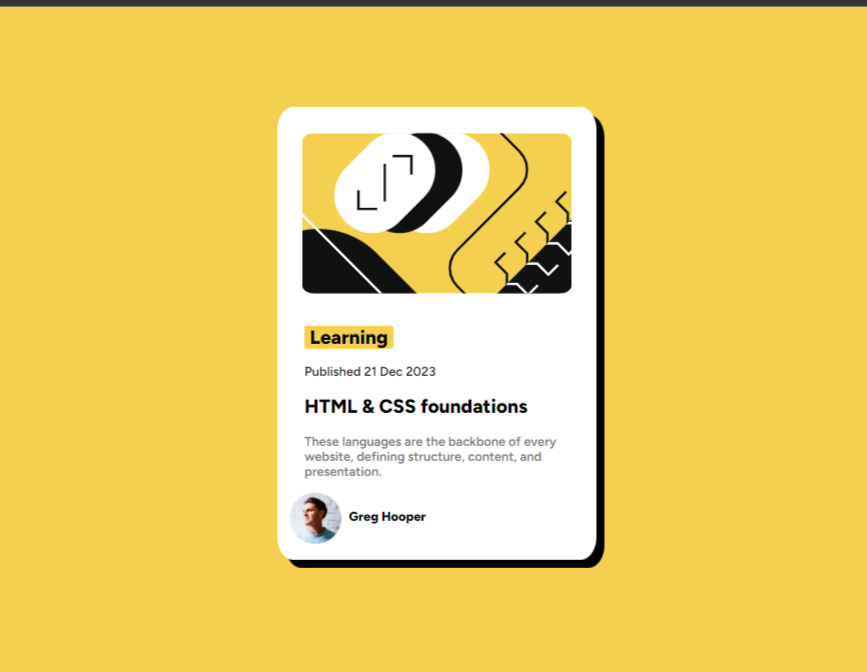 Learning
Published 21 Dec 2023
HTML & CSS foundations
These languages are the backbone of every
website, defining structure, content, and
presentation.
Greg Hooper